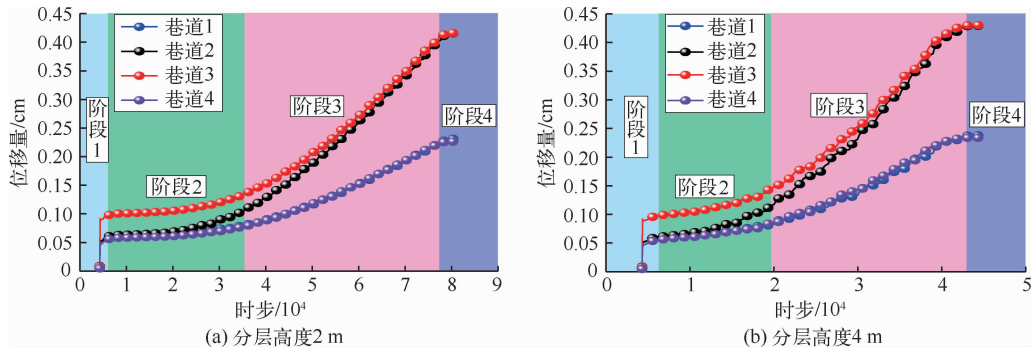 位移量/cm
0.45
0.40
0.35
0.30
0.25
0.20
0.15
0.10
0.05
0
巷道1
巷道2
巷道3
巷道4
阶段1
阶段2
阶段3
阶段4
0 1 2 3 4 5 6 7 8 9
时步/10⁴
(a) 分层高度2 m
位移量/cm
0.45
0.40
0.35
0.30
0.25
0.20
0.15
0.10
0.05
0
巷道1
巷道2
巷道3
巷道4
阶段1
阶段2
阶段3
阶段4
0 1 2 3 4 5
时步/10⁴
(b) 分层高度4 m